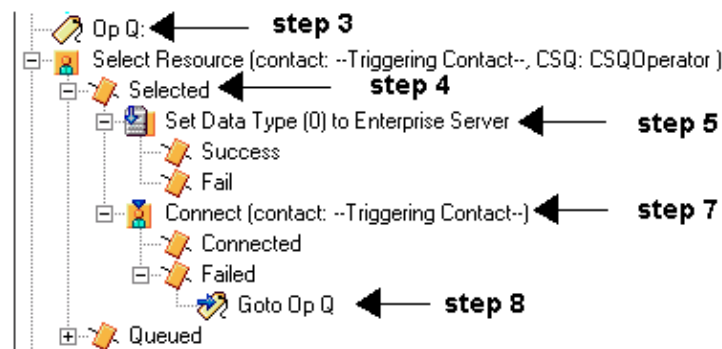 Op Q: step 3
Select Resource (contact: --Triggering Contact--, CSQ: CSQOperator )
Selected step 4
Set Data Type (0) to Enterprise Server step 5
Success
Fail
Connect (contact: --Triggering Contact--) step 7
Connected
Failed
Goto Op Q step 8
Queued